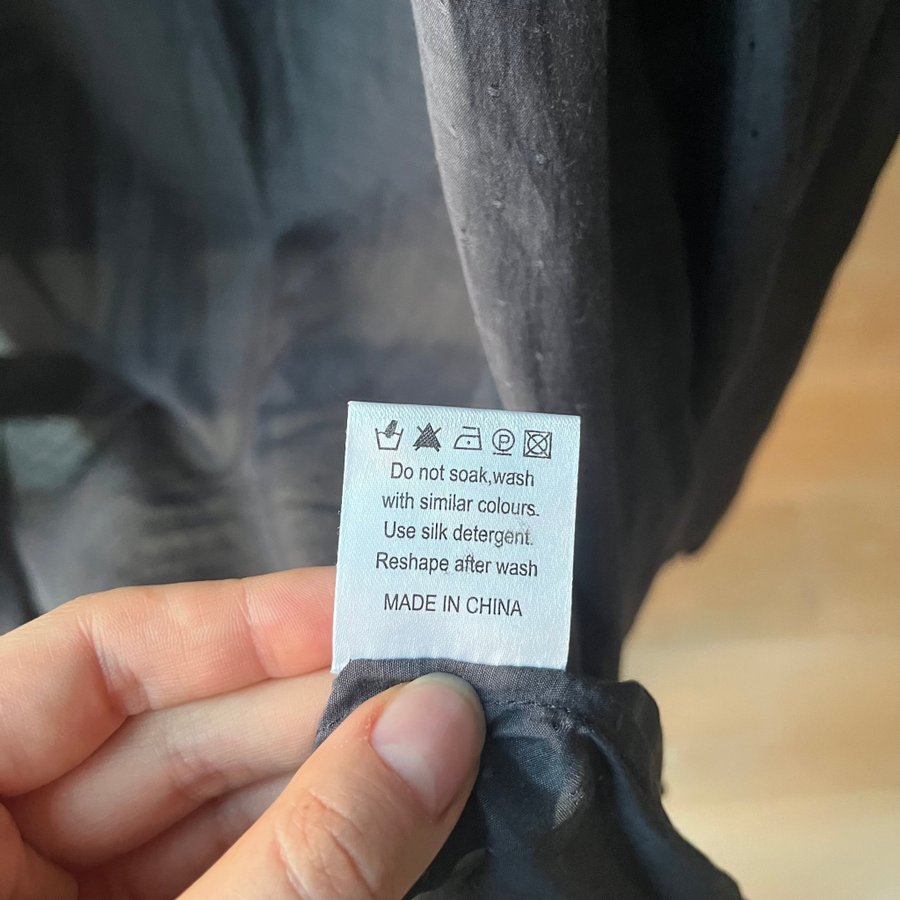 P
Do not soak,wash
with similar colours.
Use silk detergent.
Reshape after wash
MADE IN CHINA